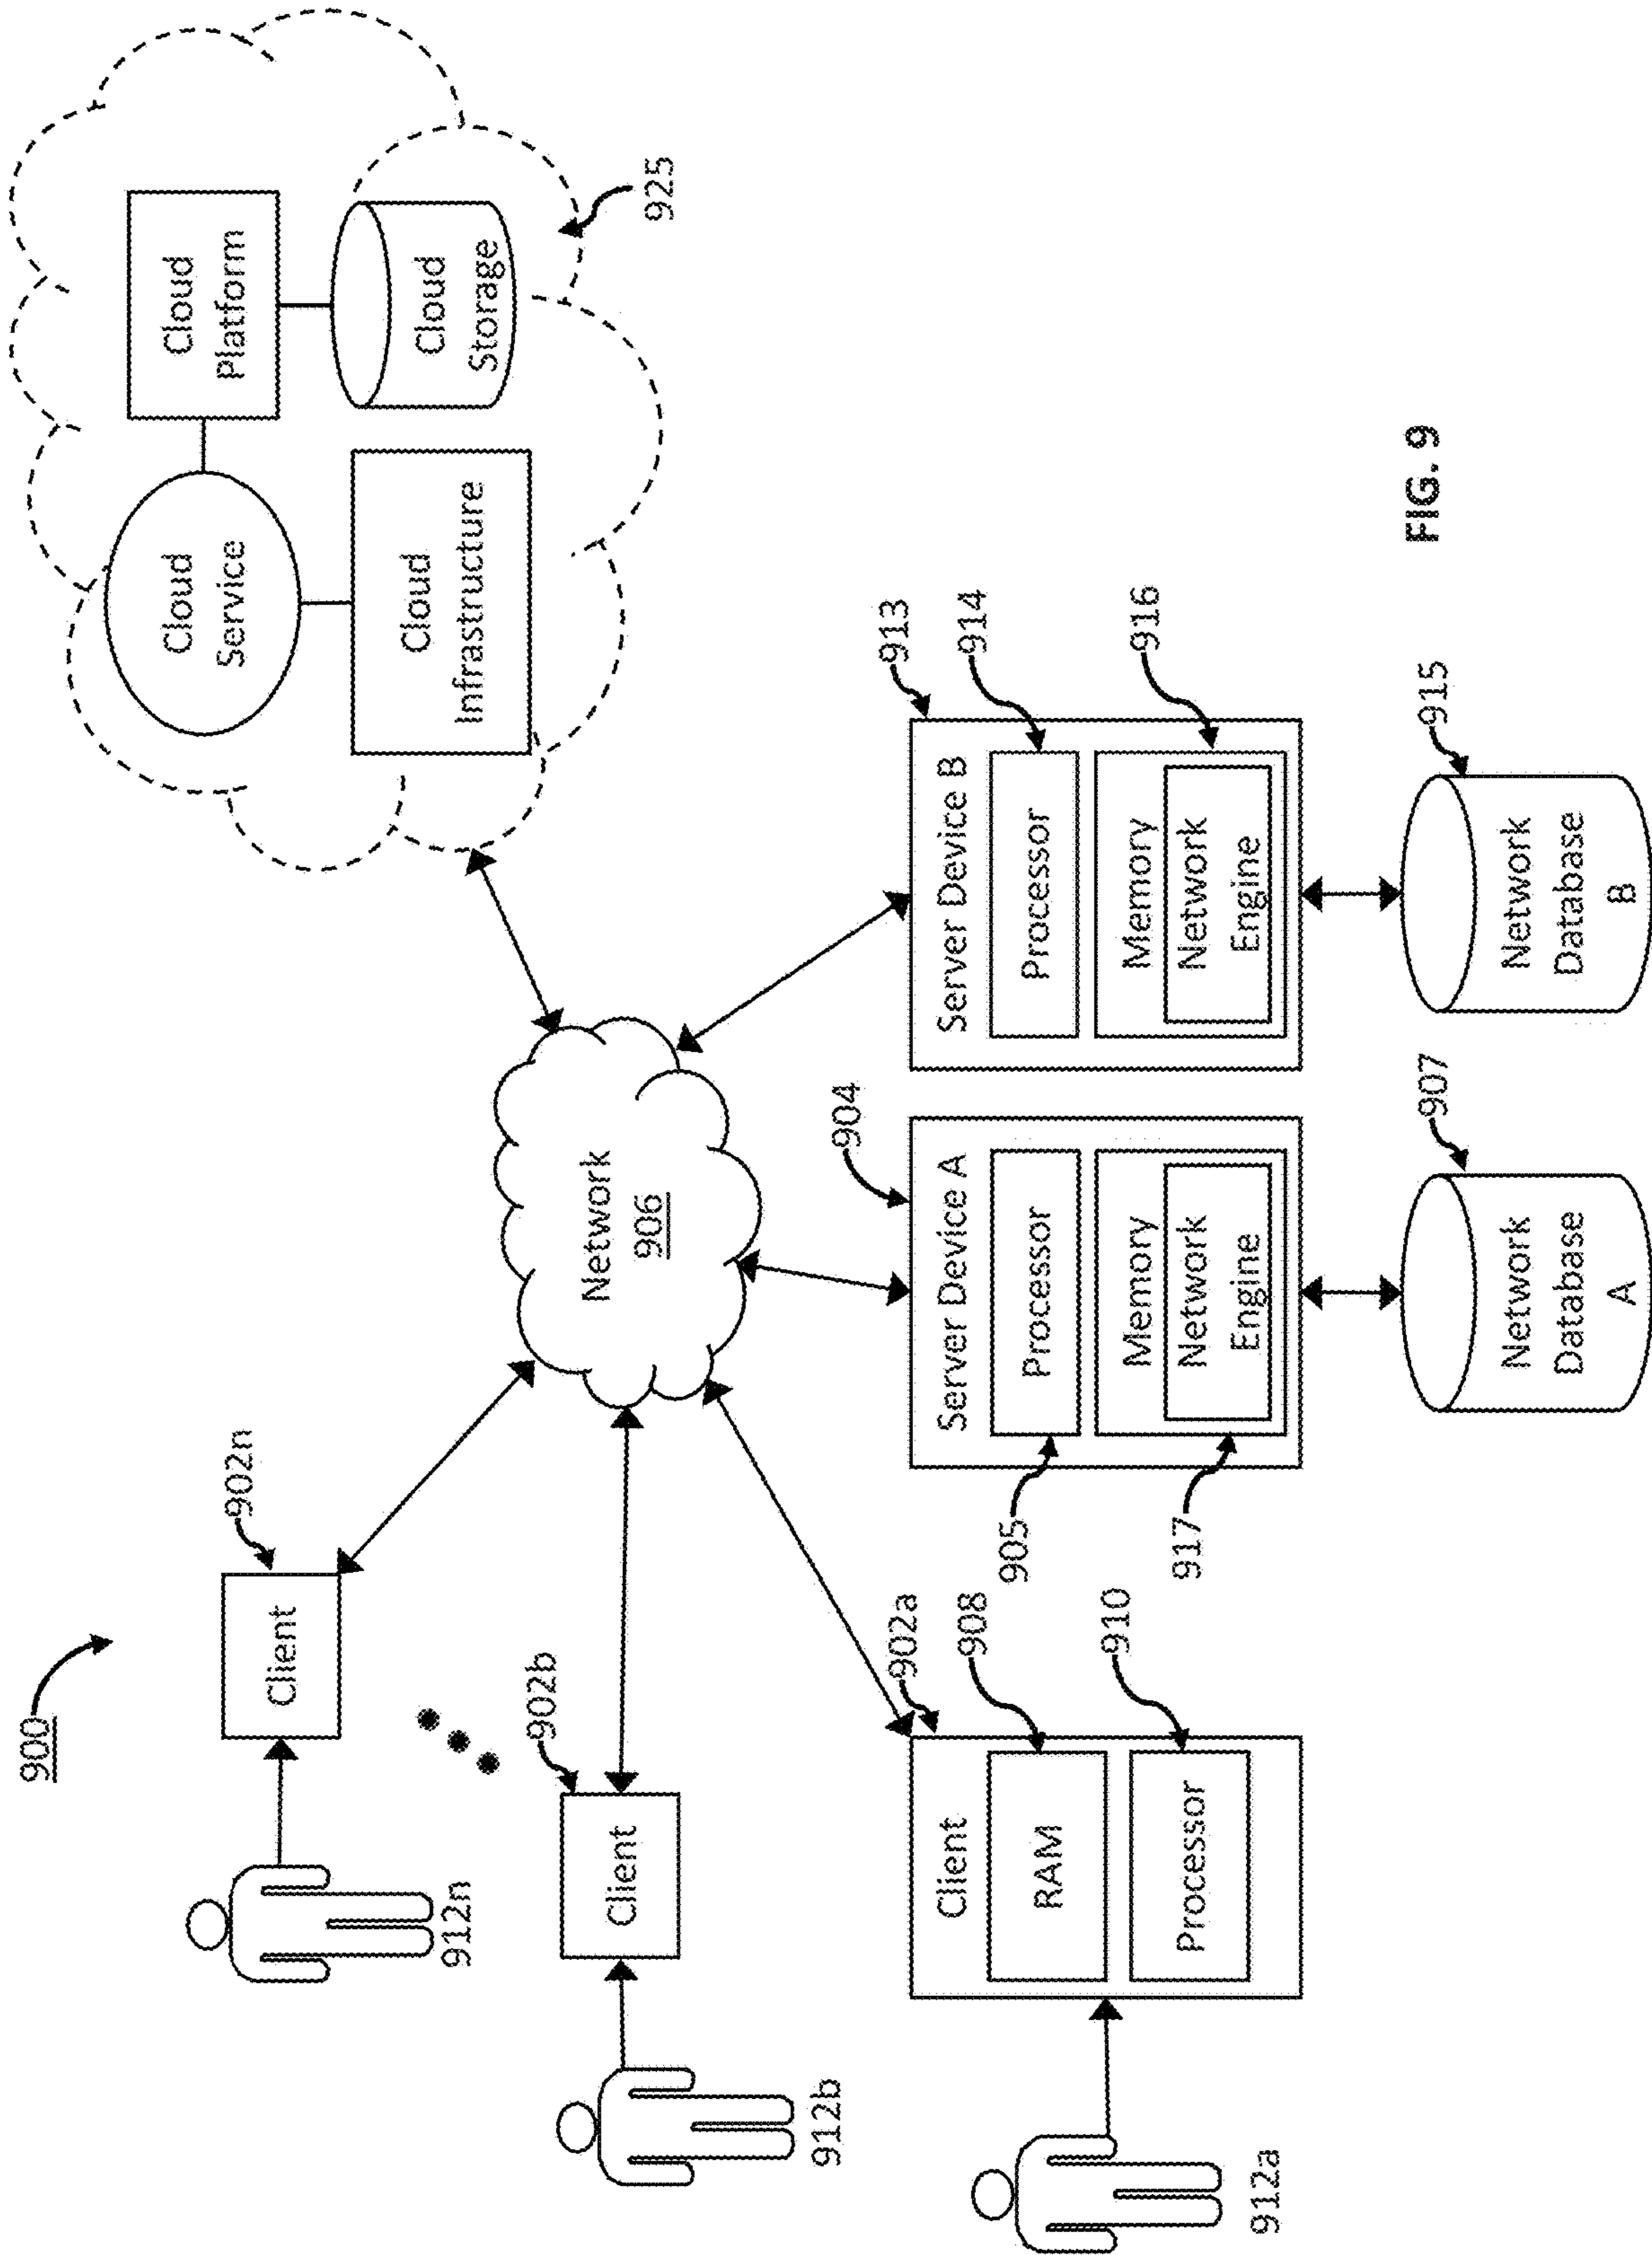 900
912n
Client
902n
912b
Client
902b
912a
Client
RAM
Processor
902a
908
910
Network
906
Cloud
Service
Cloud
Platform
Cloud
Infrastructure
Cloud
Storage
925
Server Device A
Processor
Memory
Network
Engine
904
905
917
Network
Database
A
907
Server Device B
Processor
Memory
Network
Engine
913
914
916
Network
Database
B
915
FIG. 9